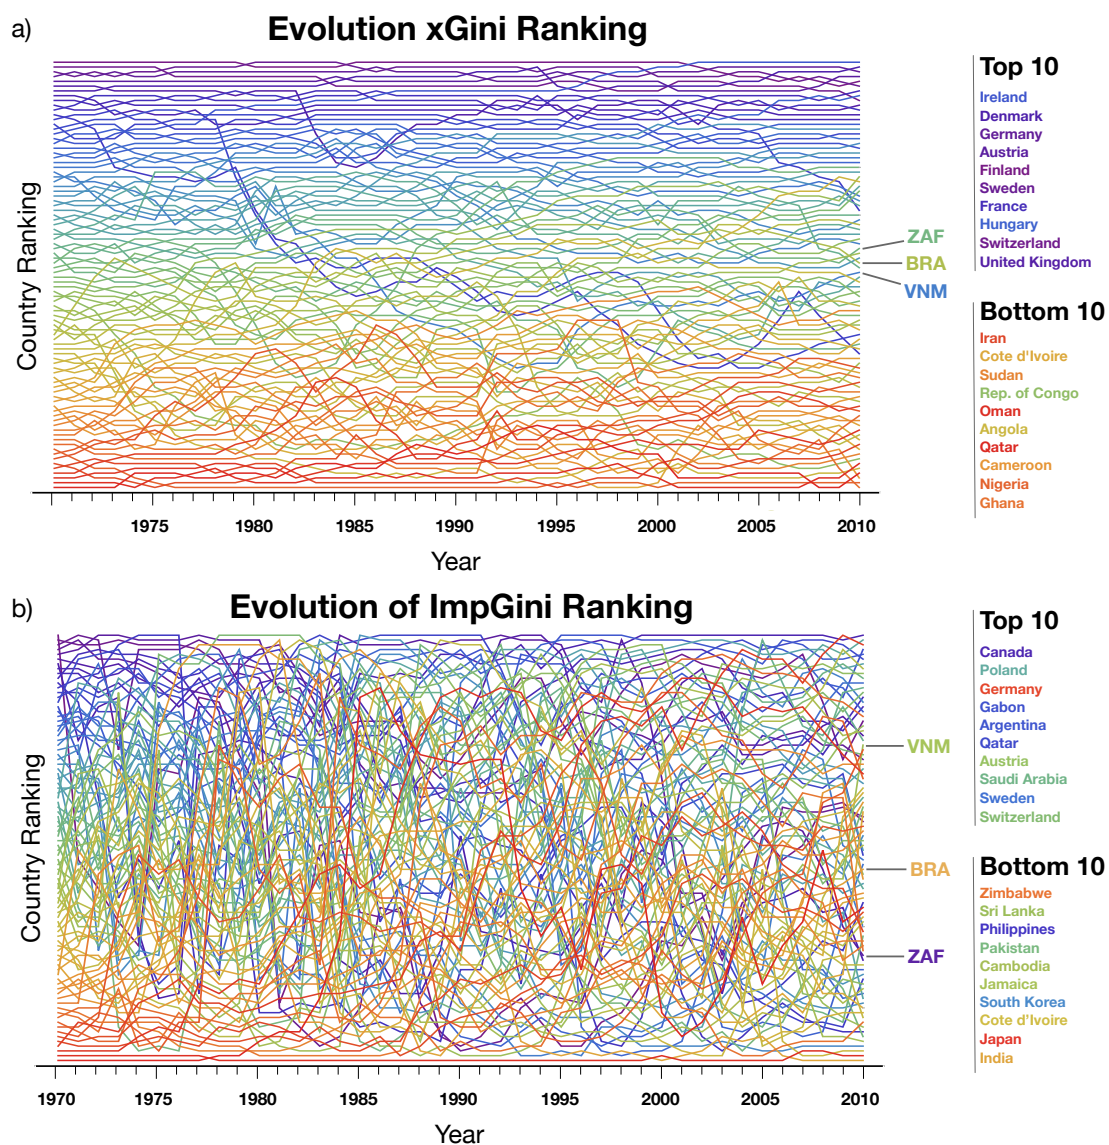 a)
Evolution xGini Ranking
Country Ranking
1975 1980 1985 1990 1995 2000 2005 2010
Year
ZAF
BRA
VNM
Top 10
Ireland
Denmark
Germany
Austria
Finland
Sweden
France
Hungary
Switzerland
United Kingdom
Bottom 10
Iran
Cote d'Ivoire
Sudan
Rep. of Congo
Oman
Angola
Qatar
Cameroon
Nigeria
Ghana
b)
Evolution of ImpGini Ranking
Country Ranking
1970 1975 1980 1985 1990 1995 2000 2005 2010
Year
VNM
BRA
ZAF
Top 10
Canada
Poland
Germany
Gabon
Argentina
Qatar
Austria
Saudi Arabia
Sweden
Switzerland
Bottom 10
Zimbabwe
Sri Lanka
Philippines
Pakistan
Cambodia
Jamaica
South Korea
Cote d'Ivoire
Japan
India